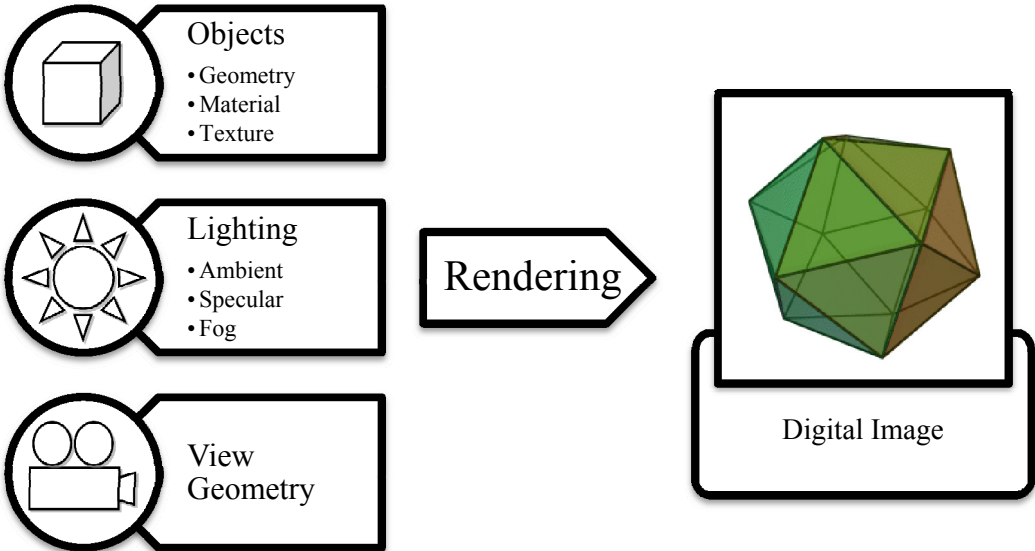 Objects
• Geometry
• Material
• Texture
Lighting
• Ambient
• Specular
• Fog
View
Geometry
Rendering
Digital Image